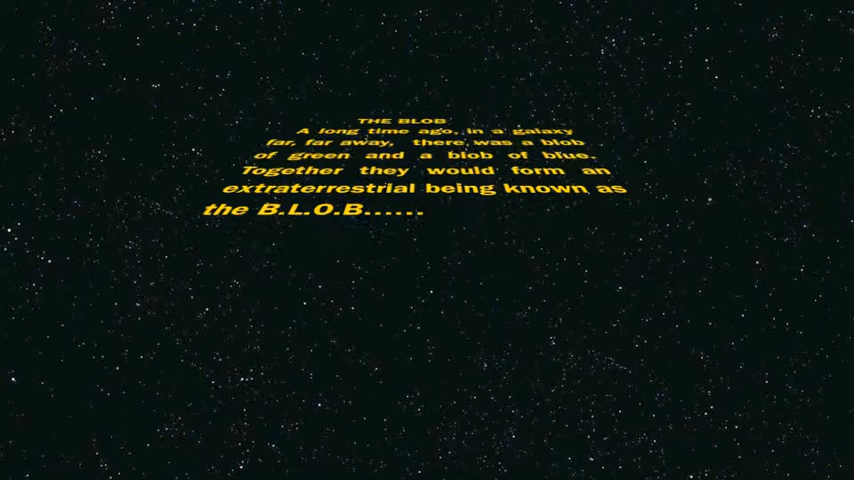 THE BLOB
A long time ago, in a galaxy
far, far away, there was a blob
of green and a blob of blue.
Together they would form an
extraterrestrial being known as
the B.L.O.B......